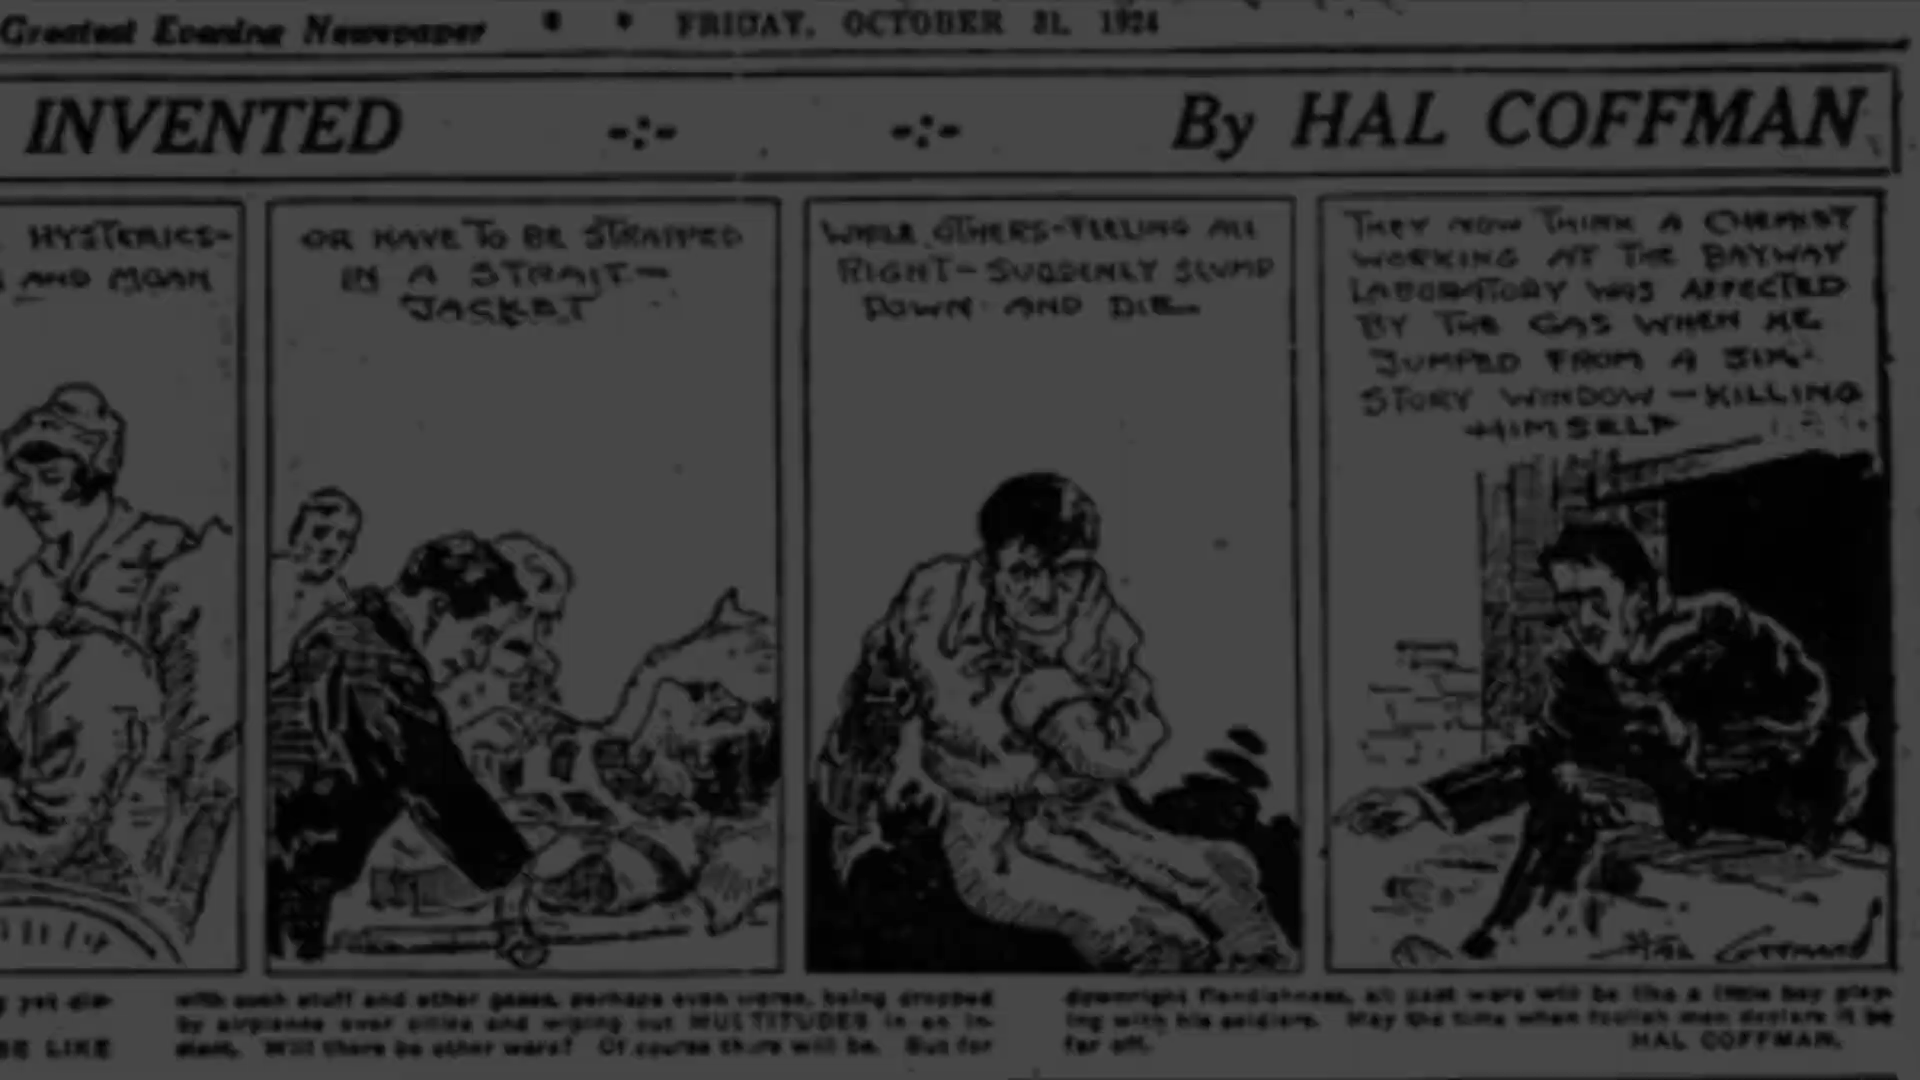 Greatest Evening Newspaper * * FRIDAY, OCTOBER 31, 1924
INVENTED -:- -:- By HAL COFFMAN
HYSTERICS-
AND MOAN
OR HAVE TO BE STRAPPED
IN A STRAIT-
JACKET
WHILE OTHERS-FEELING ALL
RIGHT-SUDDENLY SLUMP
DOWN AND DIE
THEY NOW THINK A CHEMIST
WORKING AT THE BAYWAY
LABORATORY WAS AFFECTED
BY THE GAS WHEN HE
JUMPED FROM A SIX-
STORY WINDOW-KILLING
HIMSELF
HAL COFFMAN
yet dis-
BE LIKE
with such stuff and other gases, perhaps even worse, being dropped
by airplanes over cities and wiping out MULTITUDES in an in-
stant. Will there be other wars? Of course there will be. But for
downright fiendishness, all past wars will be like a little boy play-
ing with his soldiers. May the time when foolish men declare it be
far off.
HAL COFFMAN.